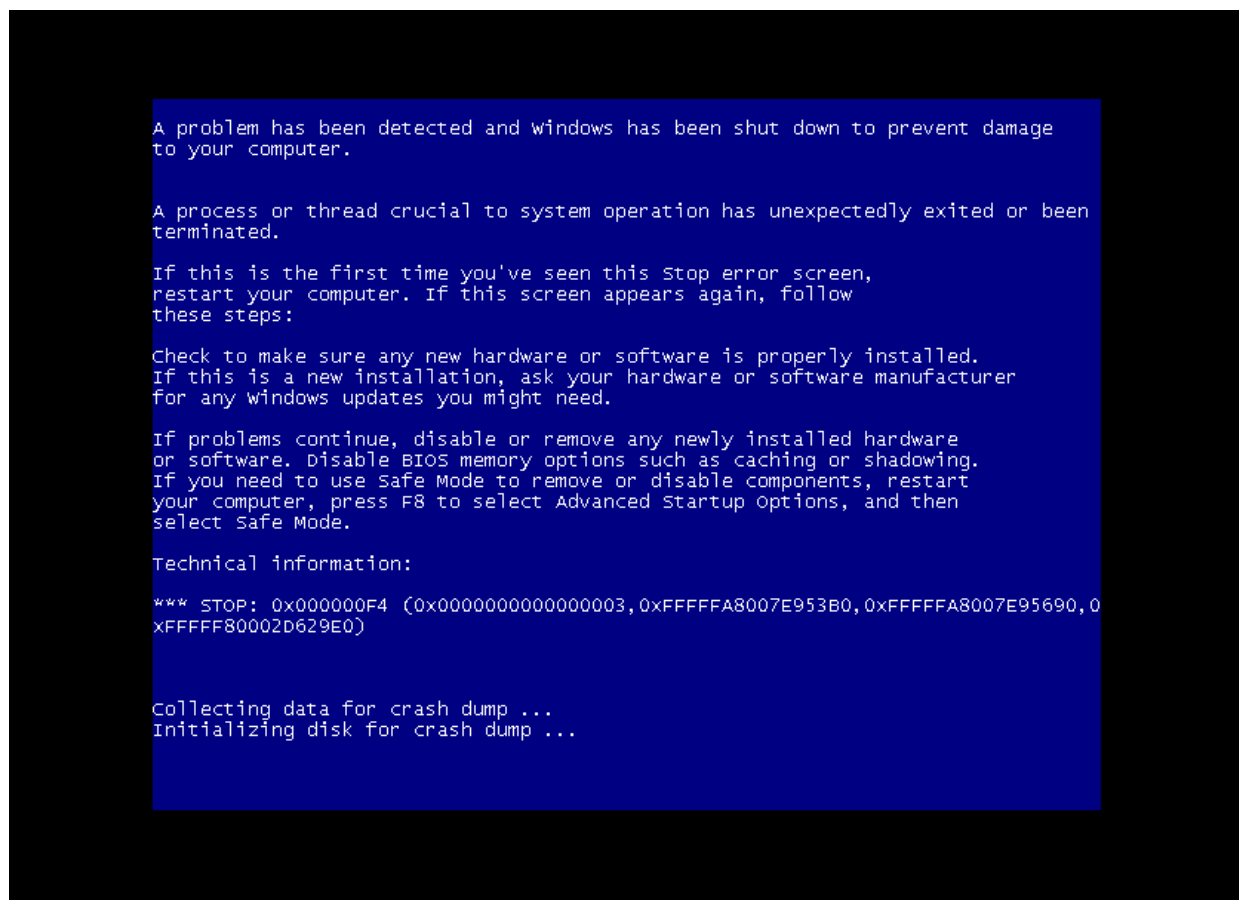 A problem has been detected and Windows has been shut down to prevent damage
to your computer.
A process or thread crucial to system operation has unexpectedly exited or been
terminated.
If this is the first time you've seen this Stop error screen,
restart your computer. If this screen appears again, follow
these steps:
Check to make sure any new hardware or software is properly installed.
If this is a new installation, ask your hardware or software manufacturer
for any Windows updates you might need.
If problems continue, disable or remove any newly installed hardware
or software. Disable BIOS memory options such as caching or shadowing.
If you need to use Safe Mode to remove or disable components, restart
your computer, press F8 to select Advanced Startup Options, and then
select Safe Mode.
Technical information:
*** STOP: 0x000000F4 (0x0000000000000003,0xFFFFFA8007E953B0,0xFFFFFA8007E95690,0
xFFFFF80002D629E0)
Collecting data for crash dump ...
Initializing disk for crash dump ...